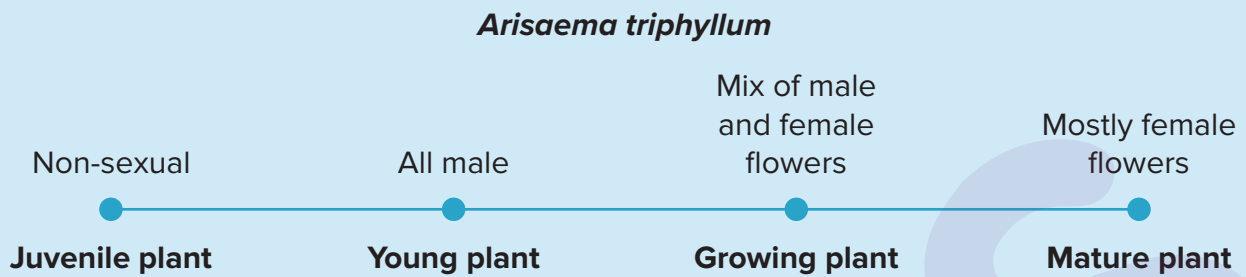 Arisaema triphyllum
Non-sexual
All male
Mix of male
and female
flowers
Mostly female
flowers
Juvenile plant
Young plant
Growing plant
Mature plant